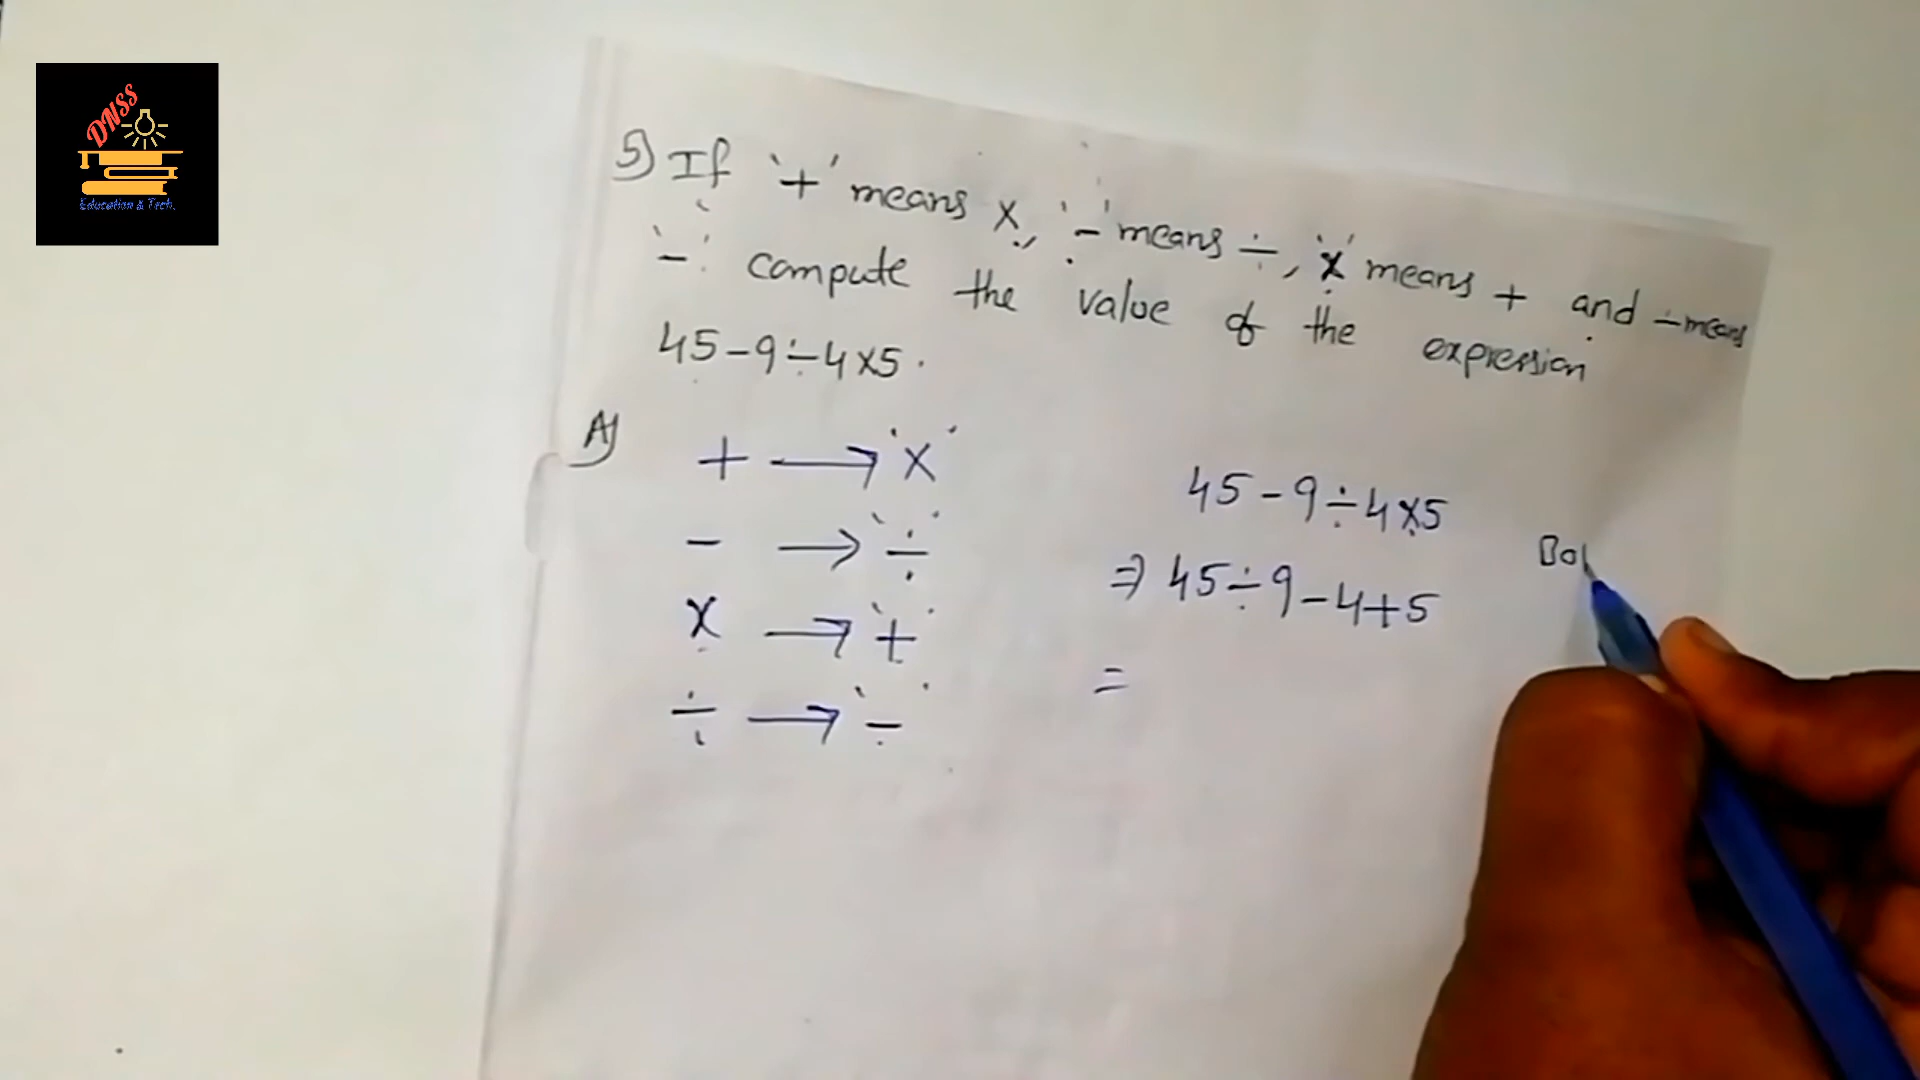 DNSS
Education & Tech.
5) If '+' means x, '-' means ÷, 'x' means + and ÷ means
'-' compute the value of the expression
45-9÷4x5.
A)
+ → 'x'
- → '÷'
x → '+'
÷ → '-'
45-9÷4x5
⇒ 45÷9-4+5
=